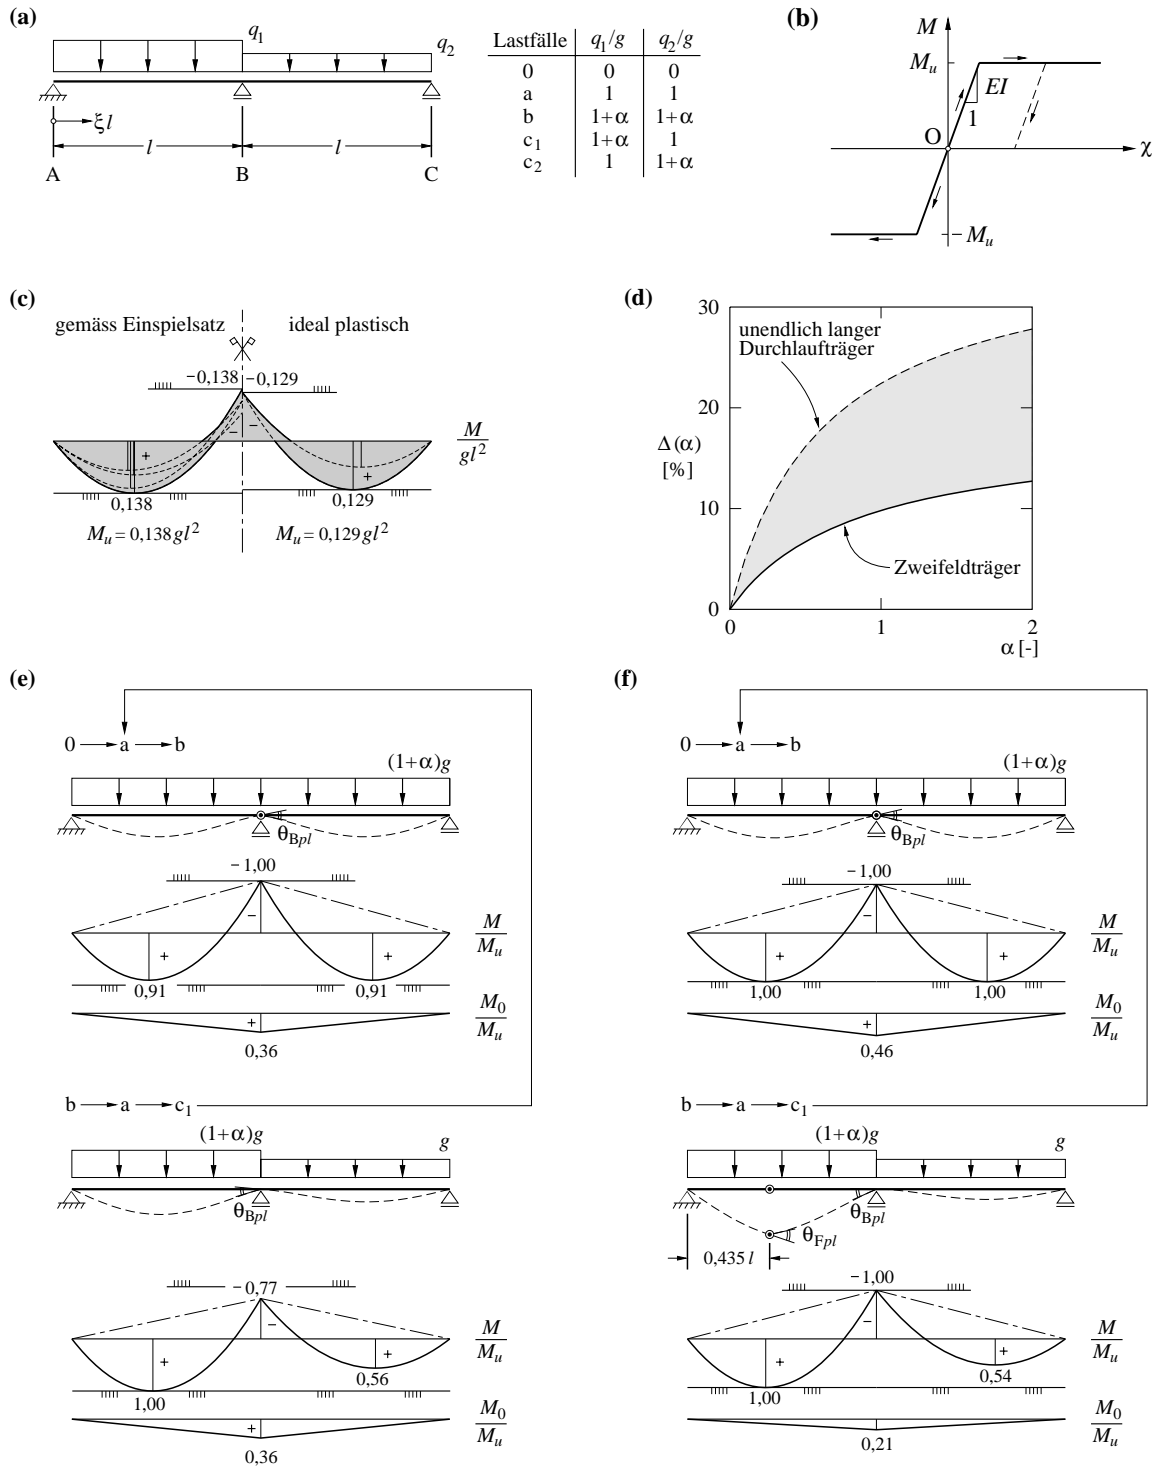 (a)
q₁
q₂
ξl
l
l
A
B
C
Lastfälle q₁/g q₂/g
0 0 0
a 1 1
b 1+α 1+α
c₁ 1+α 1
c₂ 1 1+α
(b)
M
Mᵤ
EI
1
O
χ
−Mᵤ
(c)
gemäss Einspielsatz
ideal plastisch
−0,138
−0,129
−
−
+
+
M/gl²
0,138
0,129
Mᵤ = 0,138gl²
Mᵤ = 0,129gl²
(d)
30
20
10
0
Δ(α)
[%]
unendlich langer
Durchlaufträger
Zweifeldträger
0
1
2
α [-]
(e)
0 → a → b
(1+α)g
θBpl
−1,00
−
+
+
0,91
0,91
M/Mᵤ
+
0,36
M₀/Mᵤ
b → a → c₁
(1+α)g
g
θBpl
−0,77
−
+
+
1,00
0,56
M/Mᵤ
+
0,36
M₀/Mᵤ
(f)
0 → a → b
(1+α)g
θBpl
−1,00
−
+
+
1,00
1,00
M/Mᵤ
+
0,46
M₀/Mᵤ
b → a → c₁
(1+α)g
g
θBpl
θFpl
0,435l
−1,00
−
+
+
1,00
0,54
M/Mᵤ
0,21
M₀/Mᵤ